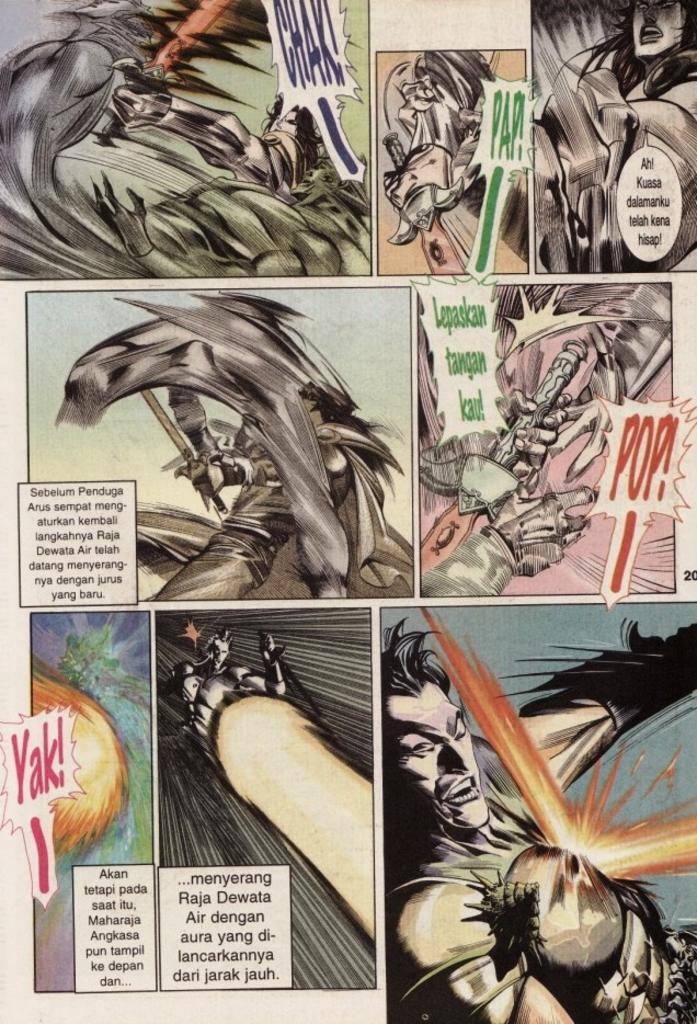 CHAK!
PAP!
Ah!
Kuasa
dalamanku
telah kena
hisap!
Sebelum Penduga
Arus sempat meng-
aturkan kembali
langkahnya Raja
Dewata Air telah
datang menyerang-
nya dengan jurus
yang baru.
Lepaskan
tangan
kau!
POP!
20
Yak!
Akan
tetapi pada
saat itu,
Maharaja
Angkasa
pun tampil
ke depan
dan...
...menyerang
Raja Dewata
Air dengan
aura yang di-
lancarkannya
dari jarak jauh.